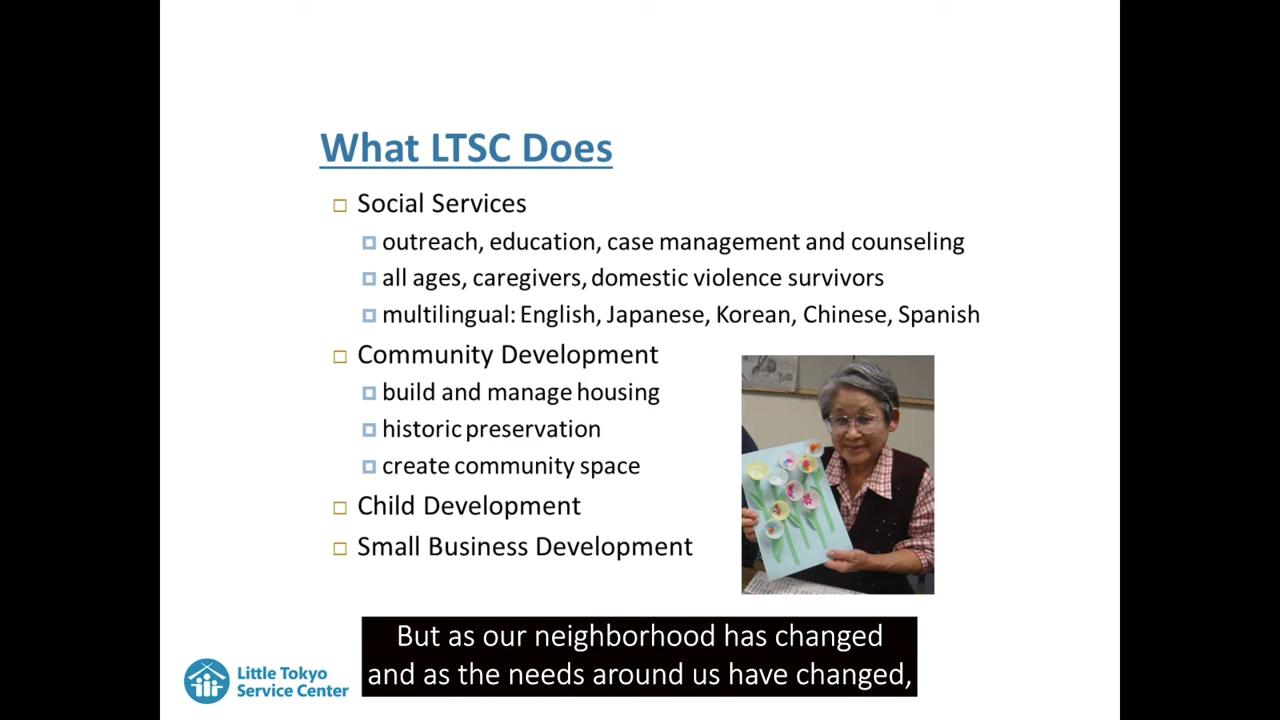 What LTSC Does
Social Services
outreach, education, case management and counseling
all ages, caregivers, domestic violence survivors
multilingual: English, Japanese, Korean, Chinese, Spanish
Community Development
build and manage housing
historic preservation
create community space
Child Development
Small Business Development
But as our neighborhood has changed
and as the needs around us have changed,
Little Tokyo
Service Center